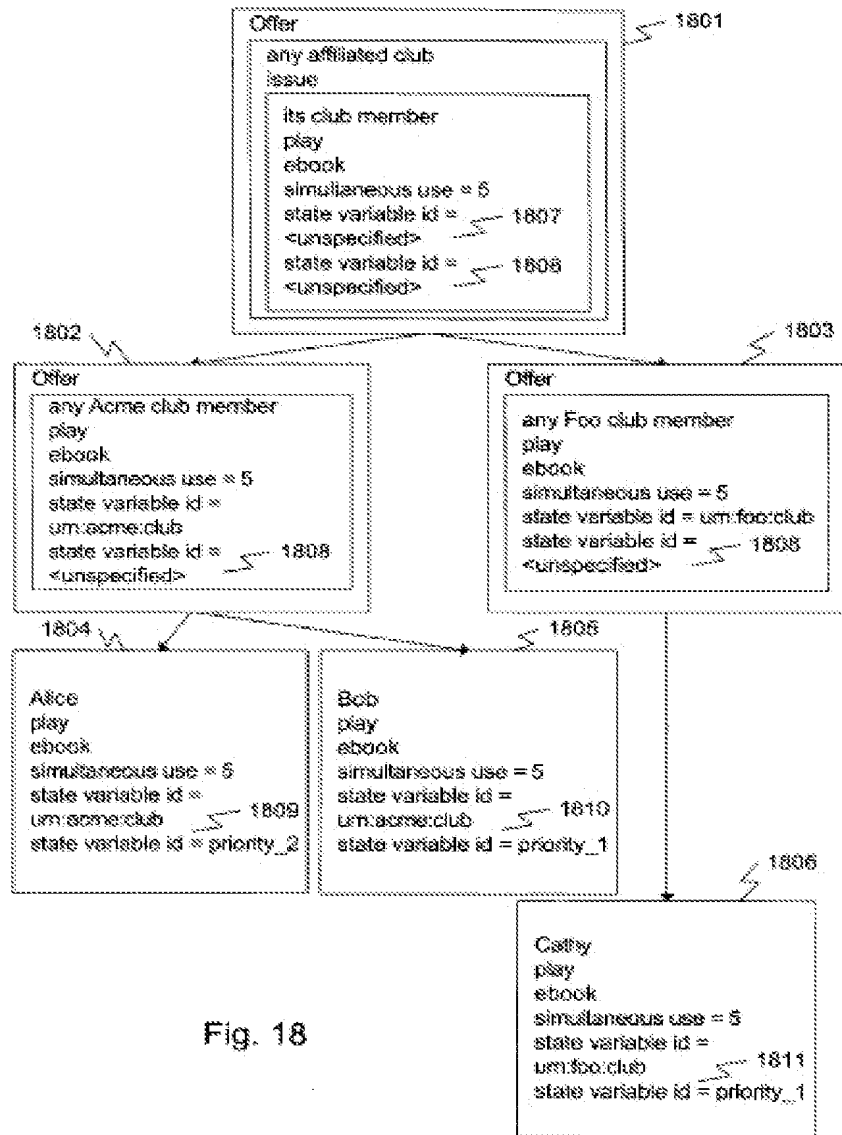 Offer
1801
any affiliated club
issue
its club member
play
ebook
simultaneous use = 5
state variable id =
1807
<unspecified>
state variable id =
1808
<unspecified>
1802
Offer
any Acme club member
play
ebook
simultaneous use = 5
state variable id =
urn:acme:club
state variable id =
1808
<unspecified>
1803
Offer
any Foo club member
play
ebook
simultaneous use = 5
state variable id = urn:foo:club
state variable id =
1808
<unspecified>
1804
Alice
play
ebook
simultaneous use = 5
state variable id =
1809
urn:acme:club
state variable id = priority_2
1805
Bob
play
ebook
simultaneous use = 5
state variable id =
1810
urn:acme:club
state variable id = priority_1
1806
Cathy
play
ebook
simultaneous use = 5
state variable id =
urn:foo:club
1811
state variable id = priority_1
Fig. 18